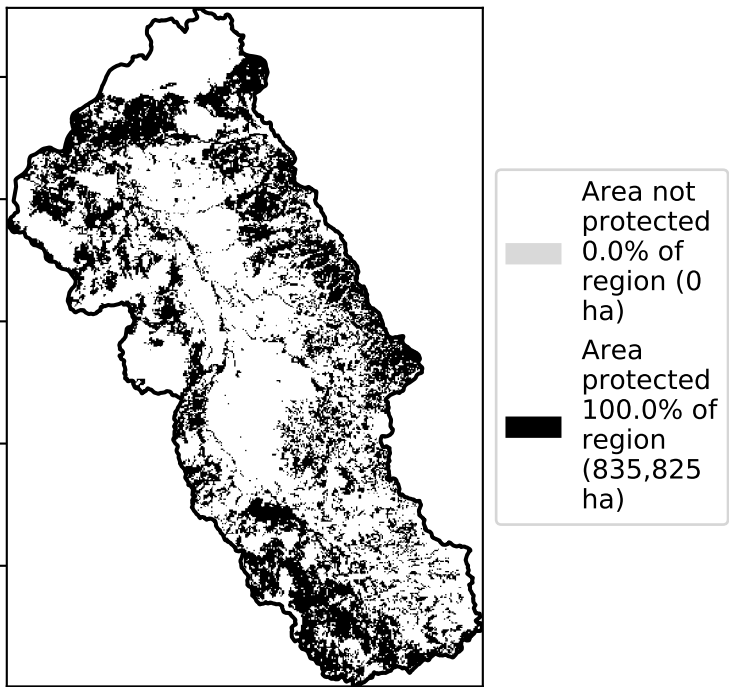 Area not
protected
0.0% of
region (0
ha)
Area
protected
100.0% of
region
(835,825
ha)